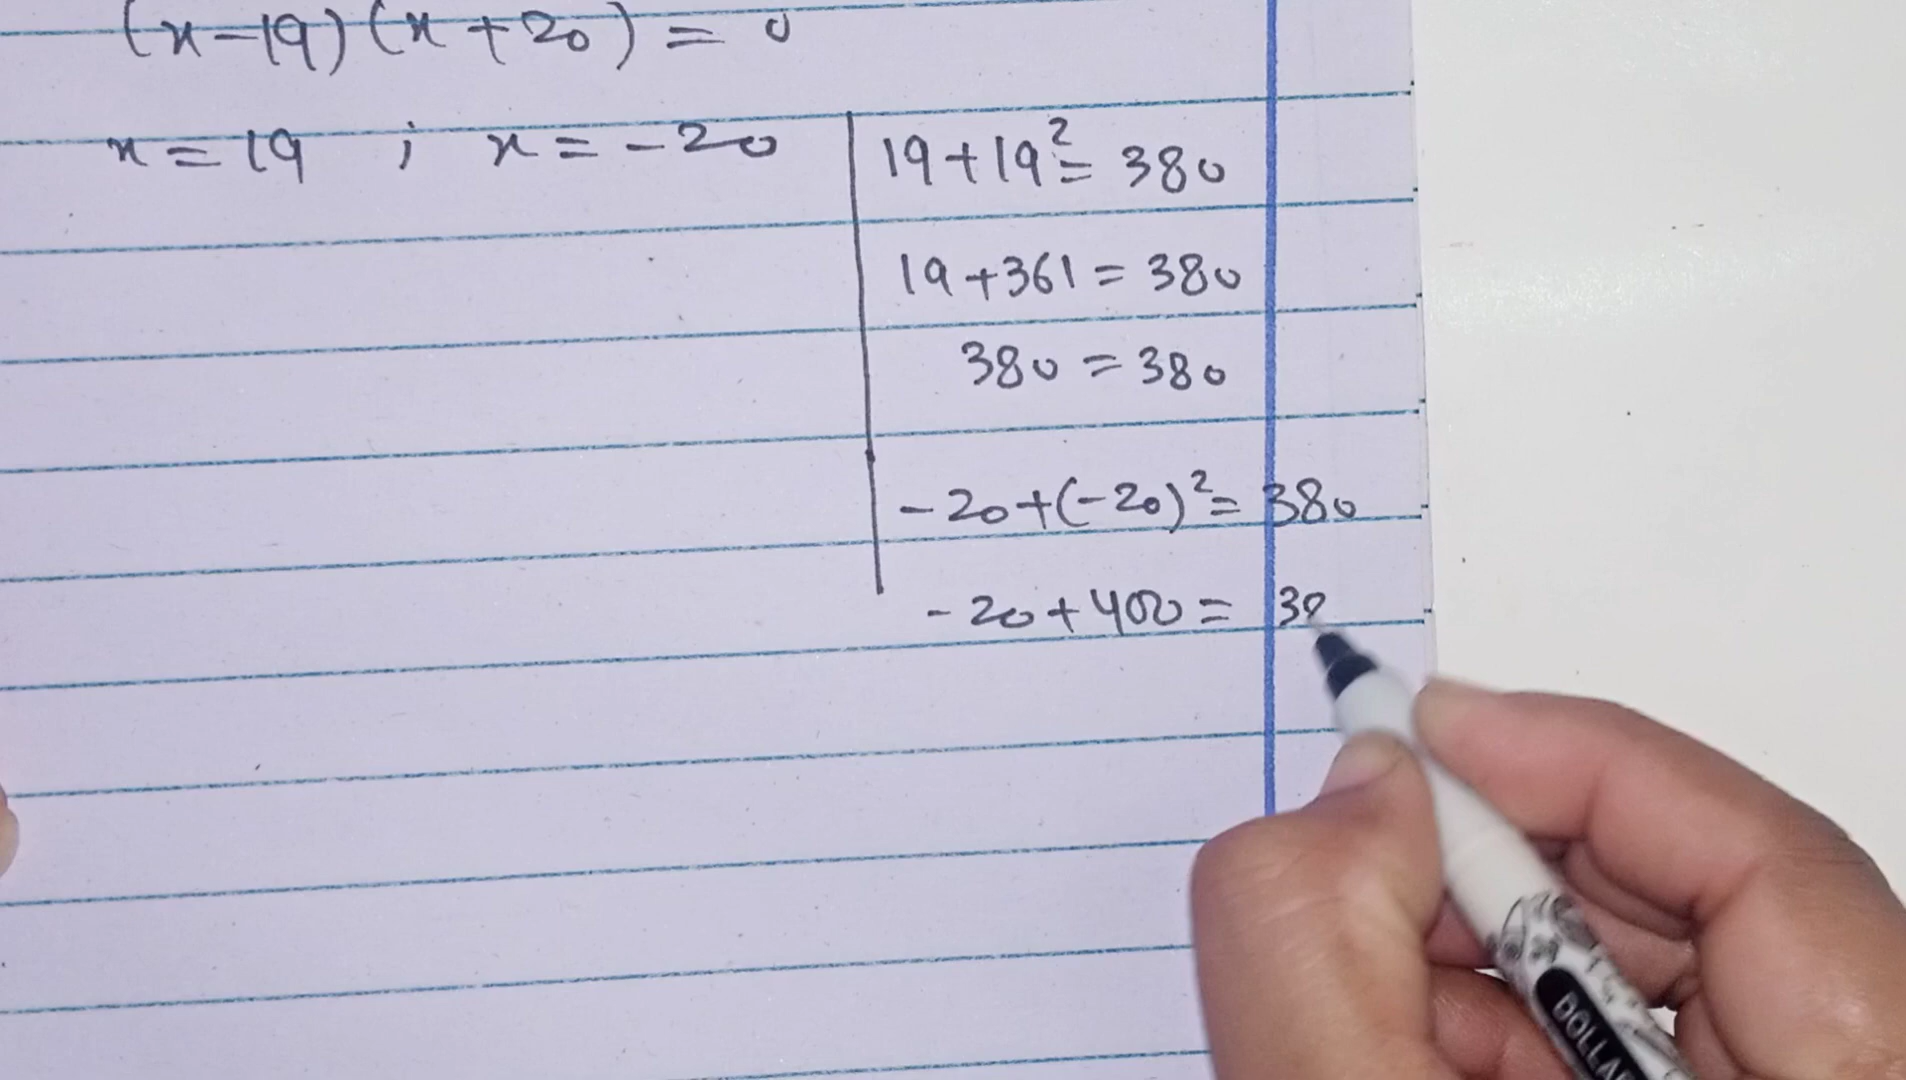 (x-19)(x+20) = 0
x = 19 ; x = -20
19+19²= 380
19+361 = 380
380 = 380
-20+(-20)²= 380
-20+400 = 38
DOLLA